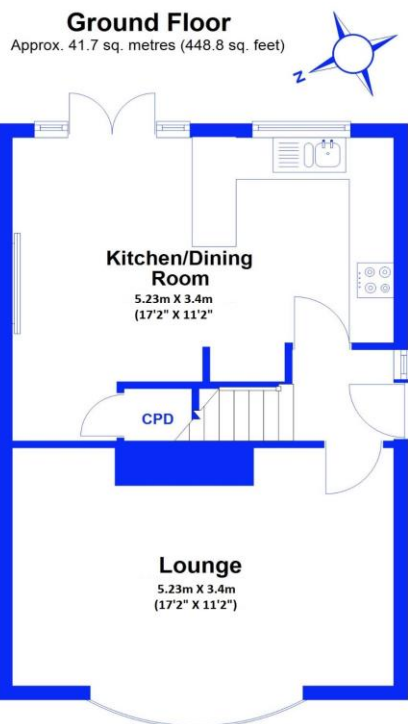 Ground Floor
Approx. 41.7 sq. metres (448.8 sq. feet)
N
Kitchen/Dining
Room
5.23m X 3.4m
(17'2" X 11'2"
CPD
Lounge
5.23m X 3.4m
(17'2" X 11'2")